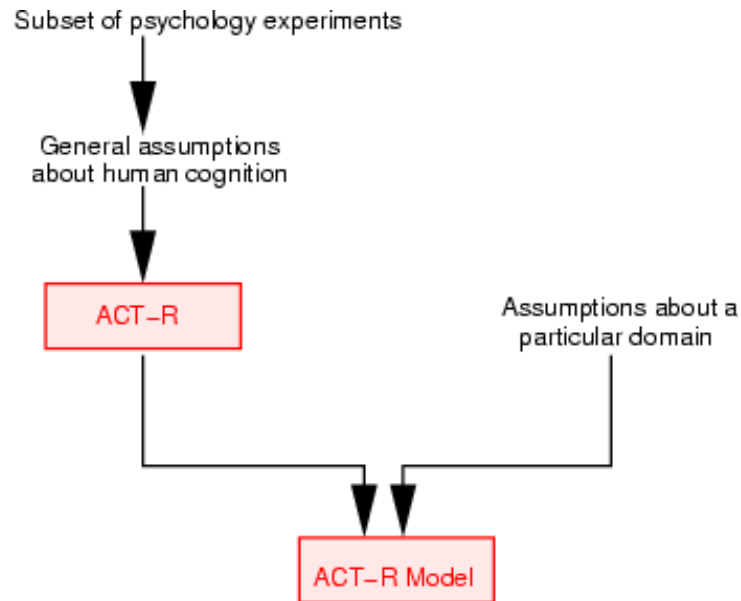 Subset of psychology experiments
General assumptions
about human cognition
ACT-R
Assumptions about a
particular domain
ACT-R Model